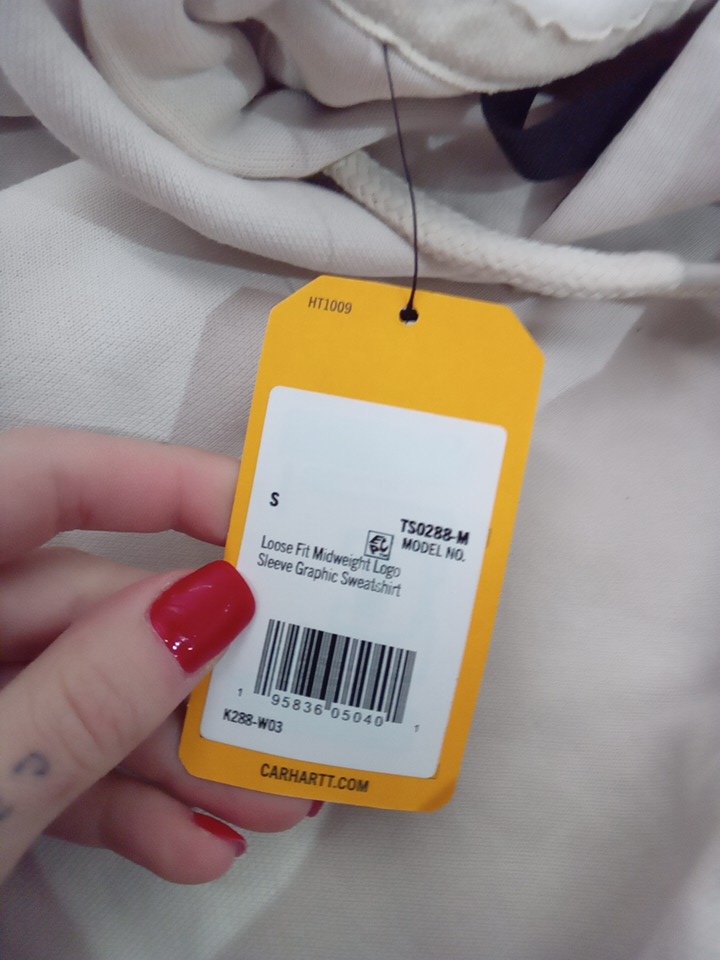 HT1009
S
TS0288-M
MODEL NO.
Loose Fit Midweight Logo
Sleeve Graphic Sweatshirt
1 95836 05040 1
K288-W03
CARHARTT.COM